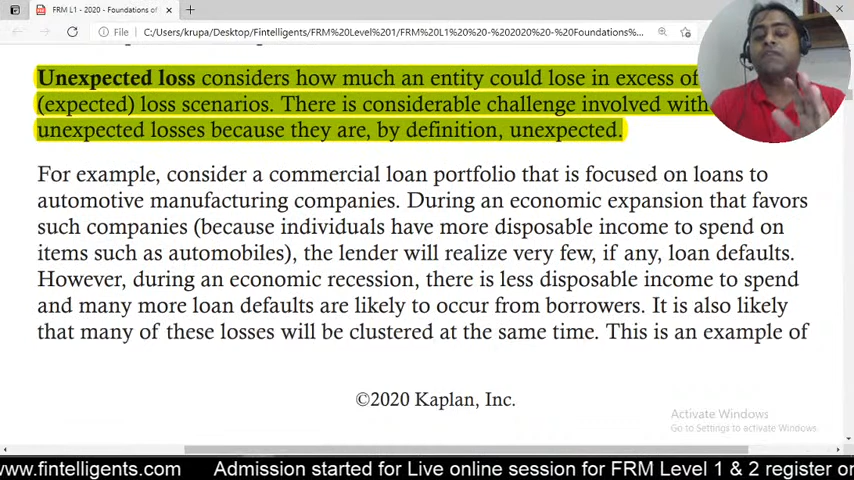 FRM L1 - 2020 - Foundations of
File
C:/Users/krupa/Desktop/Fintelligents/FRM%20Level%201/FRM%20L1%20%20-%202020%20-%20Foundations%...
Unexpected loss considers how much an entity could lose in excess of
(expected) loss scenarios. There is considerable challenge involved with
unexpected losses because they are, by definition, unexpected.
For example, consider a commercial loan portfolio that is focused on loans to
automotive manufacturing companies. During an economic expansion that favors
such companies (because individuals have more disposable income to spend on
items such as automobiles), the lender will realize very few, if any, loan defaults.
However, during an economic recession, there is less disposable income to spend
and many more loan defaults are likely to occur from borrowers. It is also likely
that many of these losses will be clustered at the same time. This is an example of
©2020 Kaplan, Inc.
Activate Windows
Go to Settings to activate Windows.
www.fintelligents.com Admission started for Live online session for FRM Level 1 & 2 register or